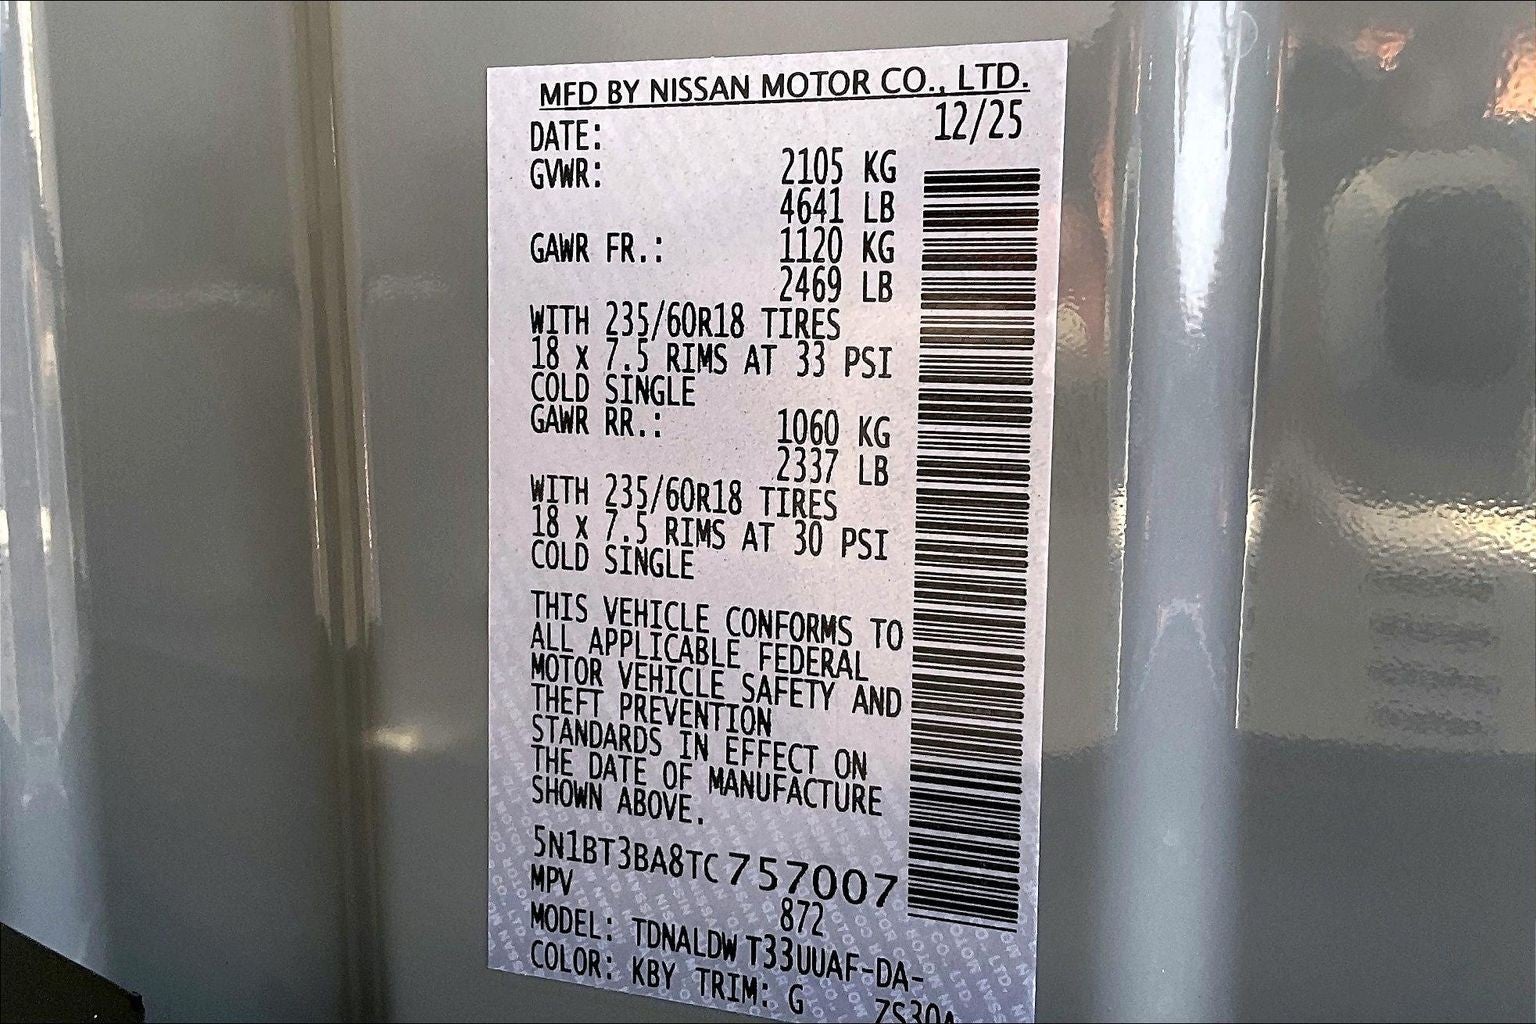 MFD BY NISSAN MOTOR CO., LTD.
DATE: 12/25
GVWR: 2105 KG
4641 LB
GAWR FR.: 1120 KG
2469 LB
WITH 235/60R18 TIRES
18 x 7.5 RIMS AT 33 PSI
COLD SINGLE
GAWR RR.: 1060 KG
2337 LB
WITH 235/60R18 TIRES
18 x 7.5 RIMS AT 30 PSI
COLD SINGLE
THIS VEHICLE CONFORMS TO
ALL APPLICABLE FEDERAL
MOTOR VEHICLE SAFETY AND
THEFT PREVENTION
STANDARDS IN EFFECT ON
THE DATE OF MANUFACTURE
SHOWN ABOVE.
5N1BT3BA8TC757007
MPV 872
MODEL: TDNALDWT33UUAF-DA-
COLOR: KBY TRIM: G